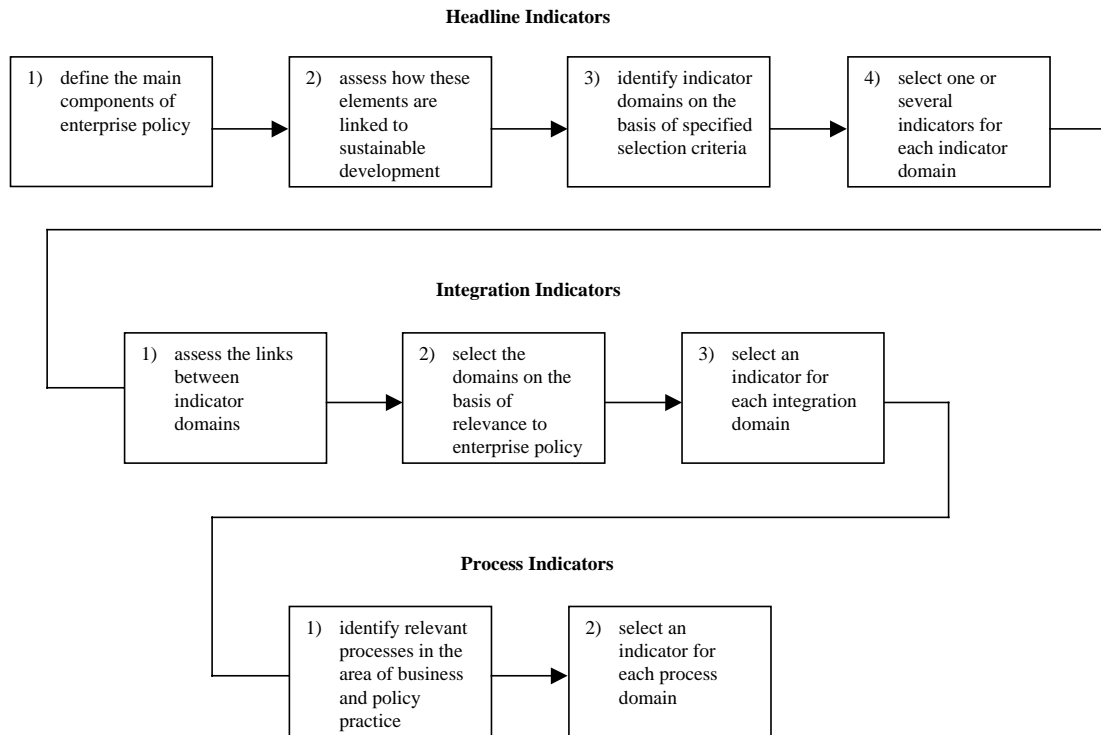 Headline Indicators
1) define the main
components of
enterprise policy
2) assess how these
elements are
linked to
sustainable
development
3) identify indicator
domains on the
basis of specified
selection criteria
4) select one or
several
indicators for
each indicator
domain
Integration Indicators
1) assess the links
between
indicator
domains
2) select the
domains on the
basis of
relevance to
enterprise policy
3) select an
indicator for
each integration
domain
Process Indicators
1) identify relevant
processes in the
area of business
and policy
practice
2) select an
indicator for
each process
domain